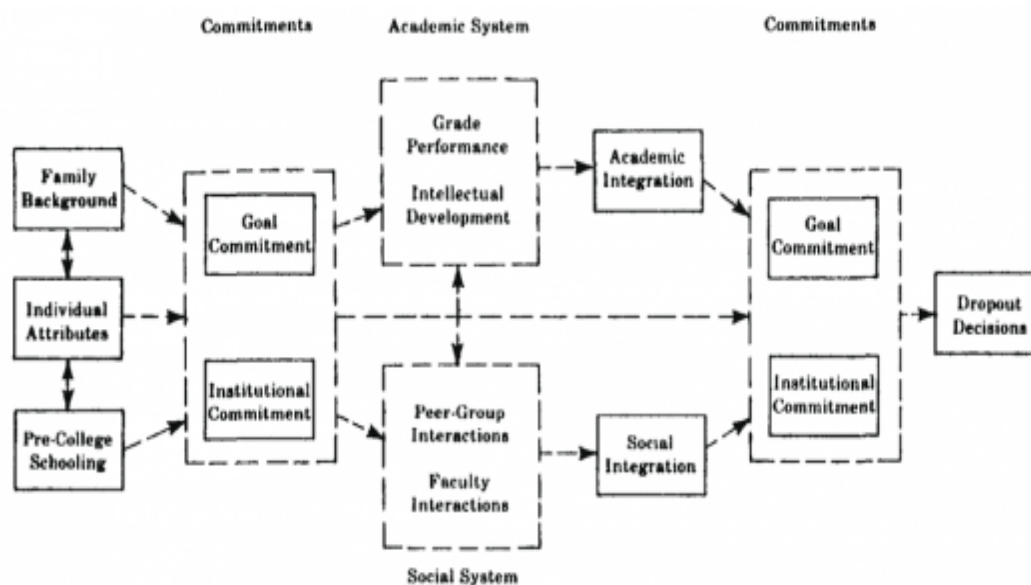 Commitments
Academic System
Commitments
Family
Background
Individual
Attributes
Pre-College
Schooling
Goal
Commitment
Institutional
Commitment
Grade
Performance
Intellectual
Development
Peer-Group
Interactions
Faculty
Interactions
Social System
Academic
Integration
Social
Integration
Goal
Commitment
Institutional
Commitment
Dropout
Decisions